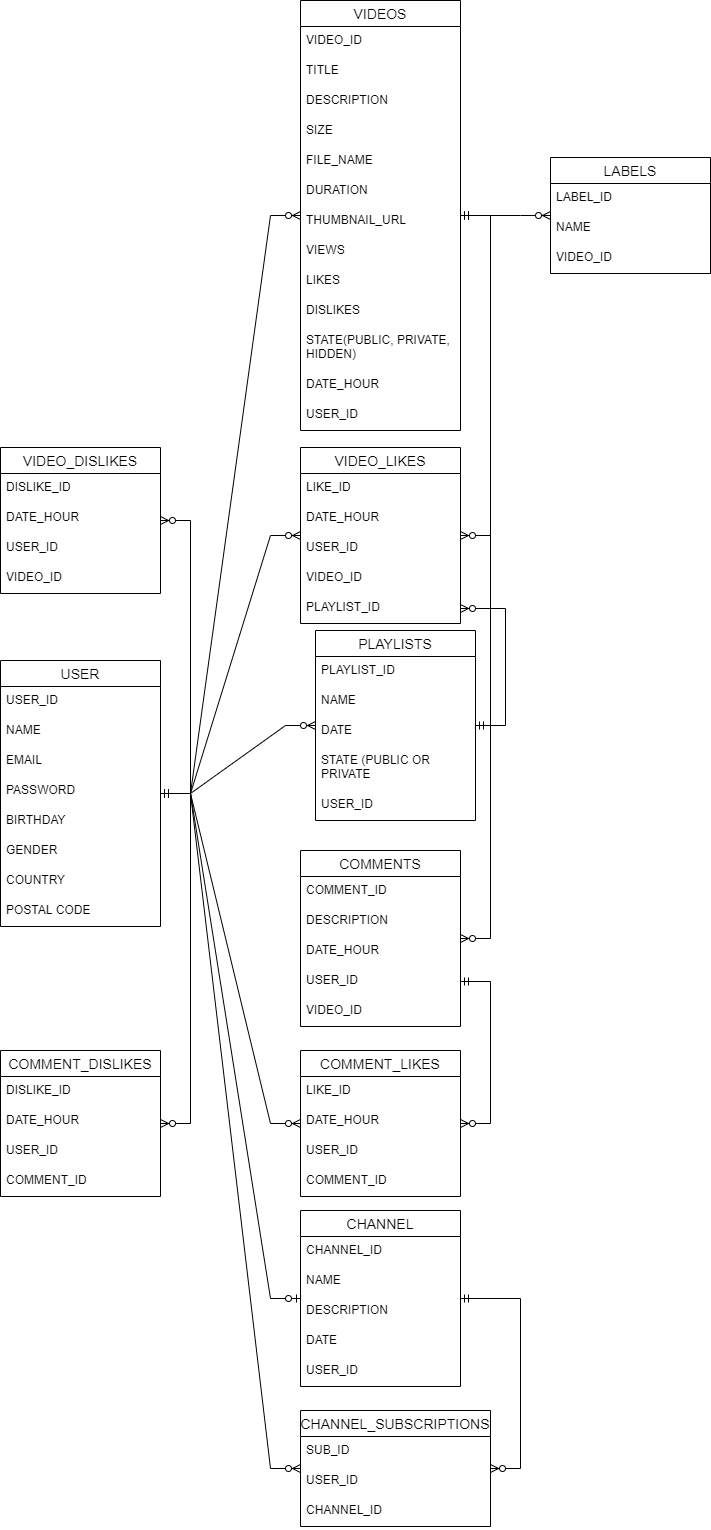 VIDEOS
VIDEO_ID
TITLE
DESCRIPTION
SIZE
FILE_NAME
DURATION
THUMBNAIL_URL
VIEWS
LIKES
DISLIKES
STATE(PUBLIC, PRIVATE,
HIDDEN)
DATE_HOUR
USER_ID
LABELS
LABEL_ID
NAME
VIDEO_ID
VIDEO_DISLIKES
DISLIKE_ID
DATE_HOUR
USER_ID
VIDEO_ID
VIDEO_LIKES
LIKE_ID
DATE_HOUR
USER_ID
VIDEO_ID
PLAYLIST_ID
USER
USER_ID
NAME
EMAIL
PASSWORD
BIRTHDAY
GENDER
COUNTRY
POSTAL CODE
PLAYLISTS
PLAYLIST_ID
NAME
DATE
STATE (PUBLIC OR
PRIVATE
USER_ID
COMMENTS
COMMENT_ID
DESCRIPTION
DATE_HOUR
USER_ID
VIDEO_ID
COMMENT_DISLIKES
DISLIKE_ID
DATE_HOUR
USER_ID
COMMENT_ID
COMMENT_LIKES
LIKE_ID
DATE_HOUR
USER_ID
COMMENT_ID
CHANNEL
CHANNEL_ID
NAME
DESCRIPTION
DATE
USER_ID
CHANNEL_SUBSCRIPTIONS
SUB_ID
USER_ID
CHANNEL_ID